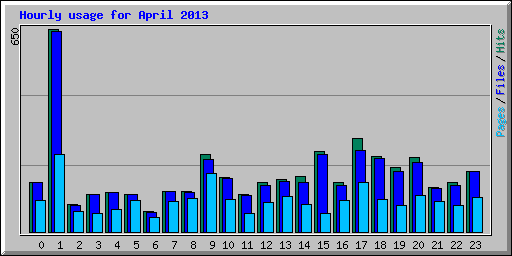 Hourly usage for April 2013
650
Pages / Files / Hits
0 1 2 3 4 5 6 7 8 9 10 11 12 13 14 15 16 17 18 19 20 21 22 23